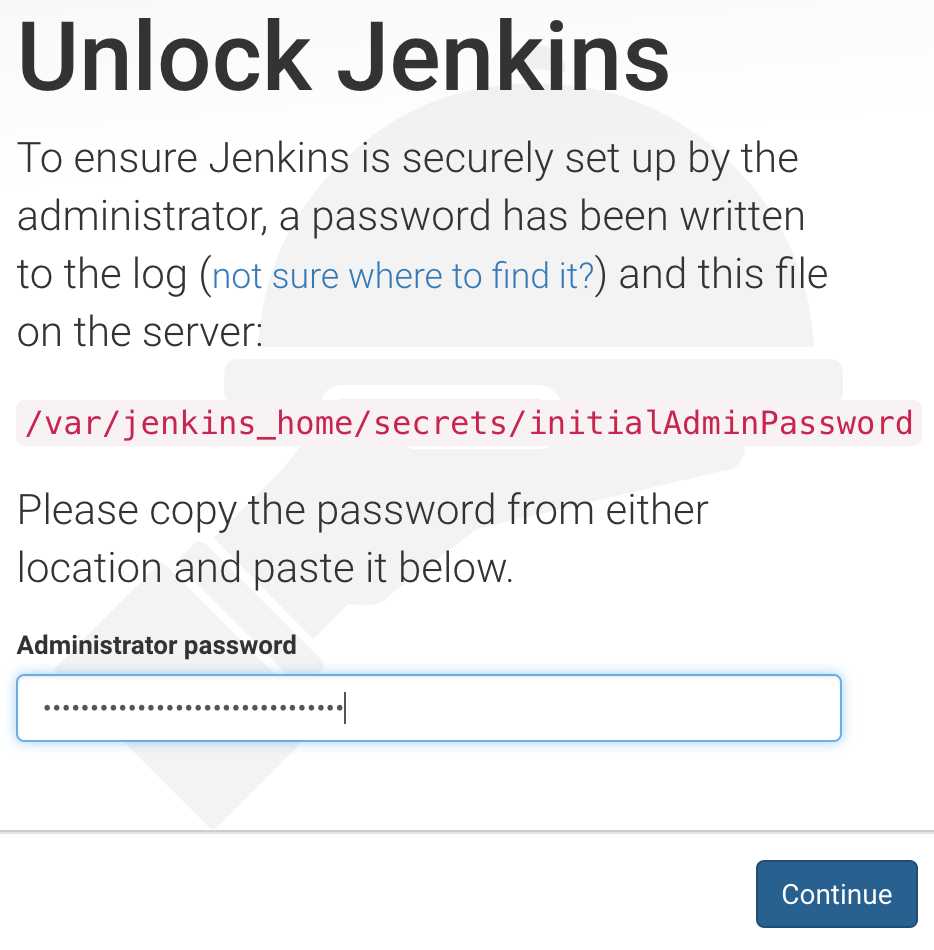 Unlock Jenkins
To ensure Jenkins is securely set up by the
administrator, a password has been written
to the log (not sure where to find it?) and this file
on the server:
/var/jenkins_home/secrets/initialAdminPassword
Please copy the password from either
location and paste it below.
Administrator password
••••••••••••••••••••••••••••••••
Continue